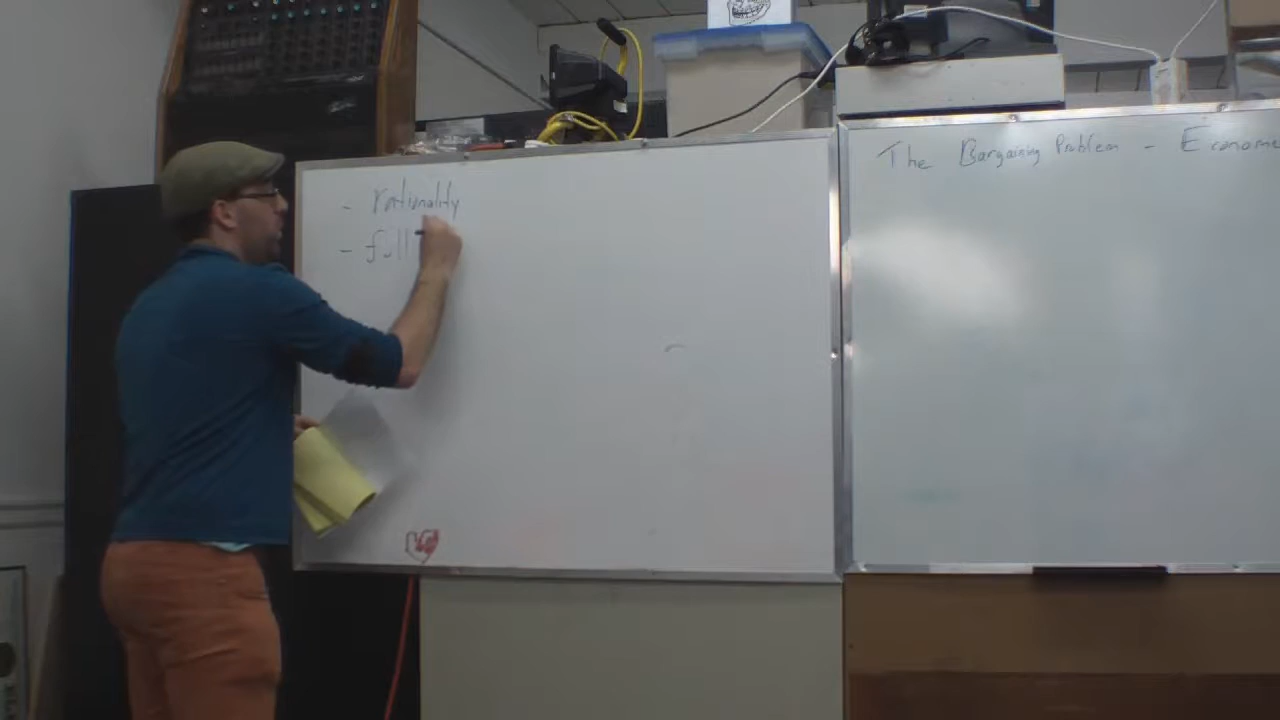 - rationality
- full
The Bargaining Problem - Econome